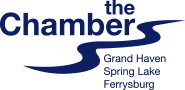 the
Chamber
Grand Haven
Spring Lake
Ferrysburg